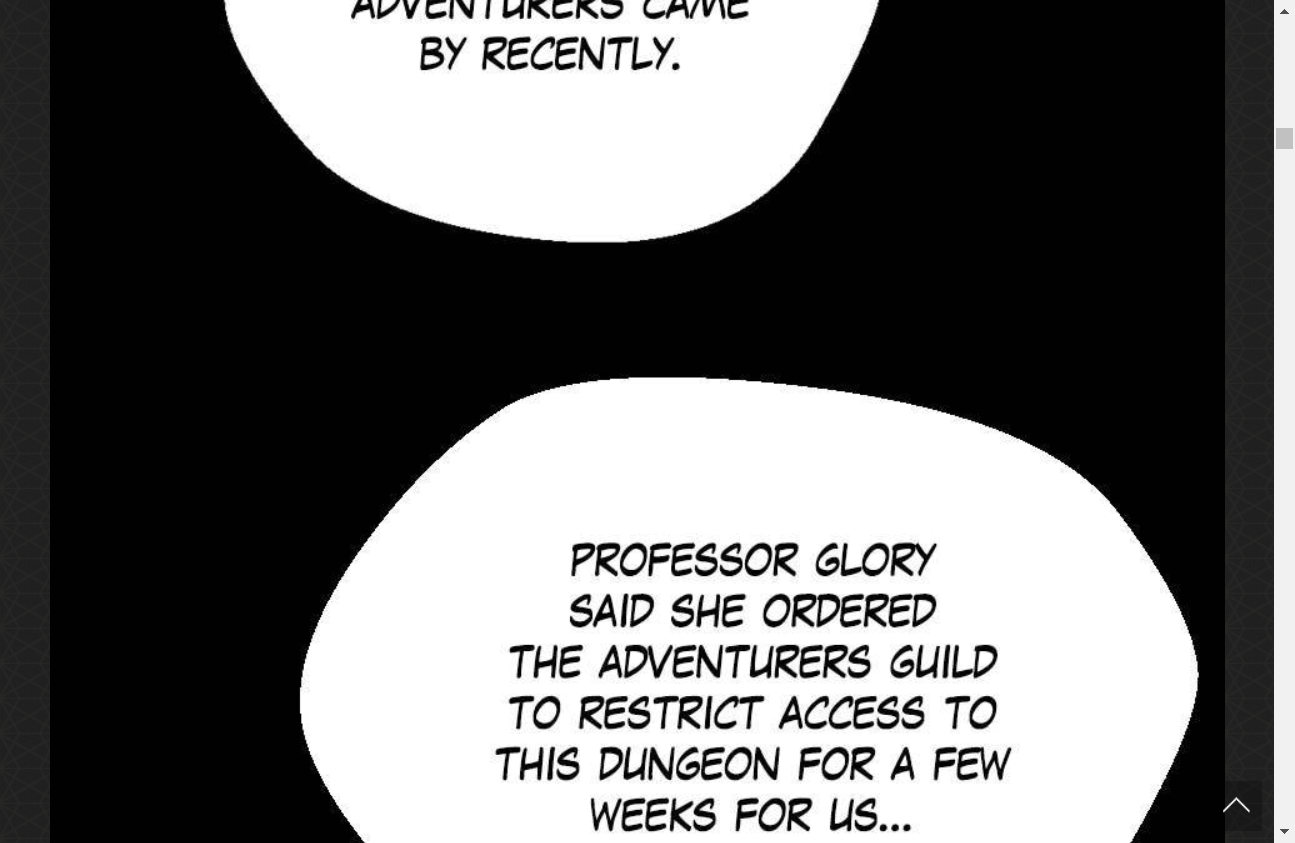 ADVENTURERS CAME
BY RECENTLY.
PROFESSOR GLORY
SAID SHE ORDERED
THE ADVENTURERS GUILD
TO RESTRICT ACCESS TO
THIS DUNGEON FOR A FEW
WEEKS FOR US...